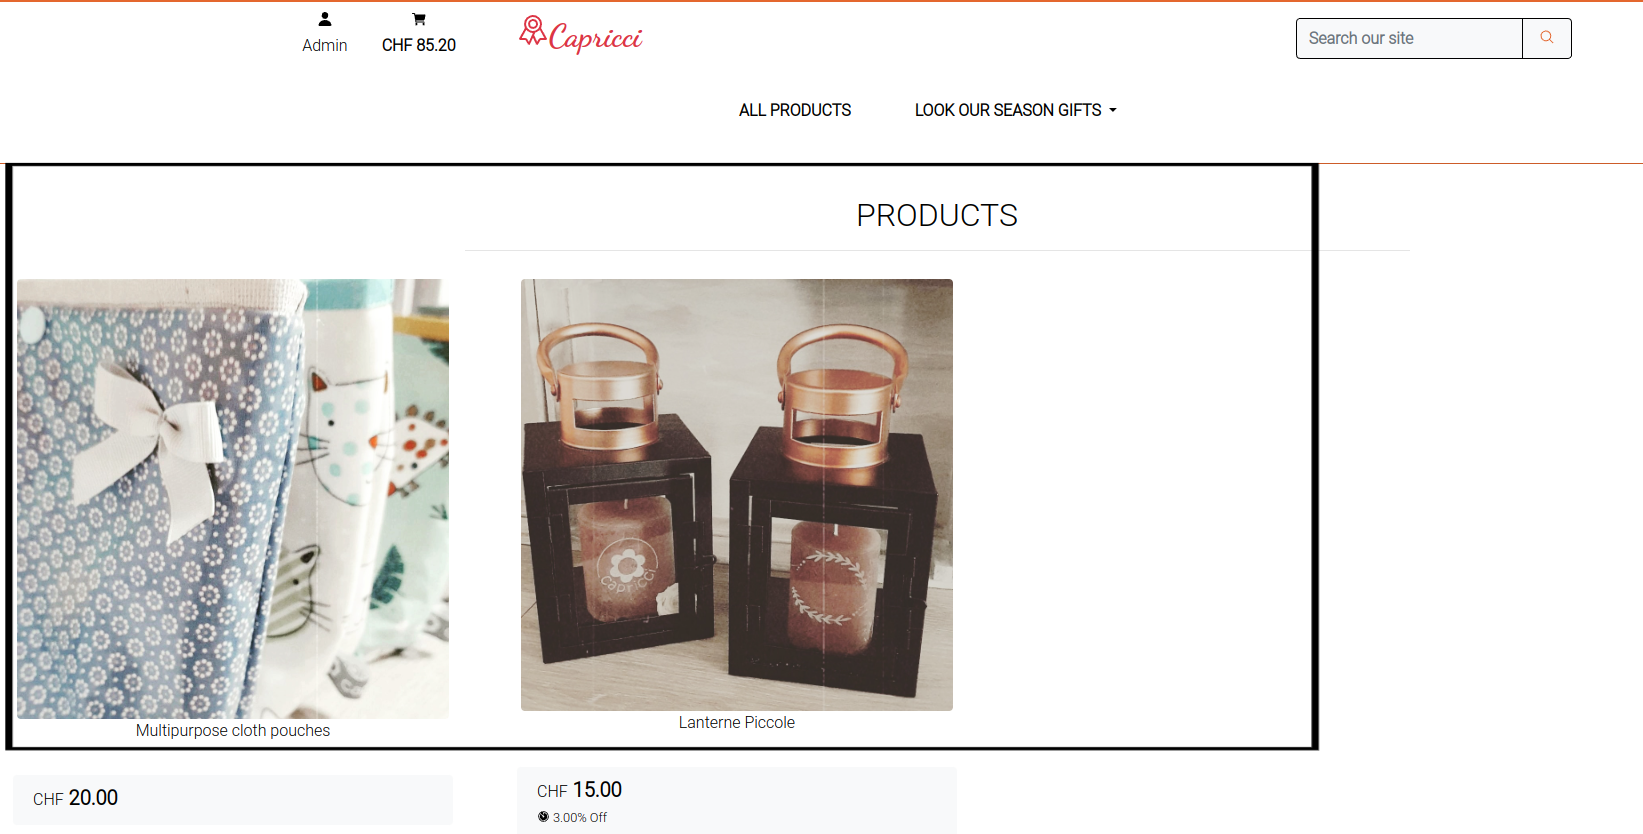 Admin
CHF 85.20
Capricci
Search our site
ALL PRODUCTS
LOOK OUR SEASON GIFTS
PRODUCTS
Capricci
Multipurpose cloth pouches
Lanterne Piccole
CHF 20.00
CHF 15.00
3.00% Off